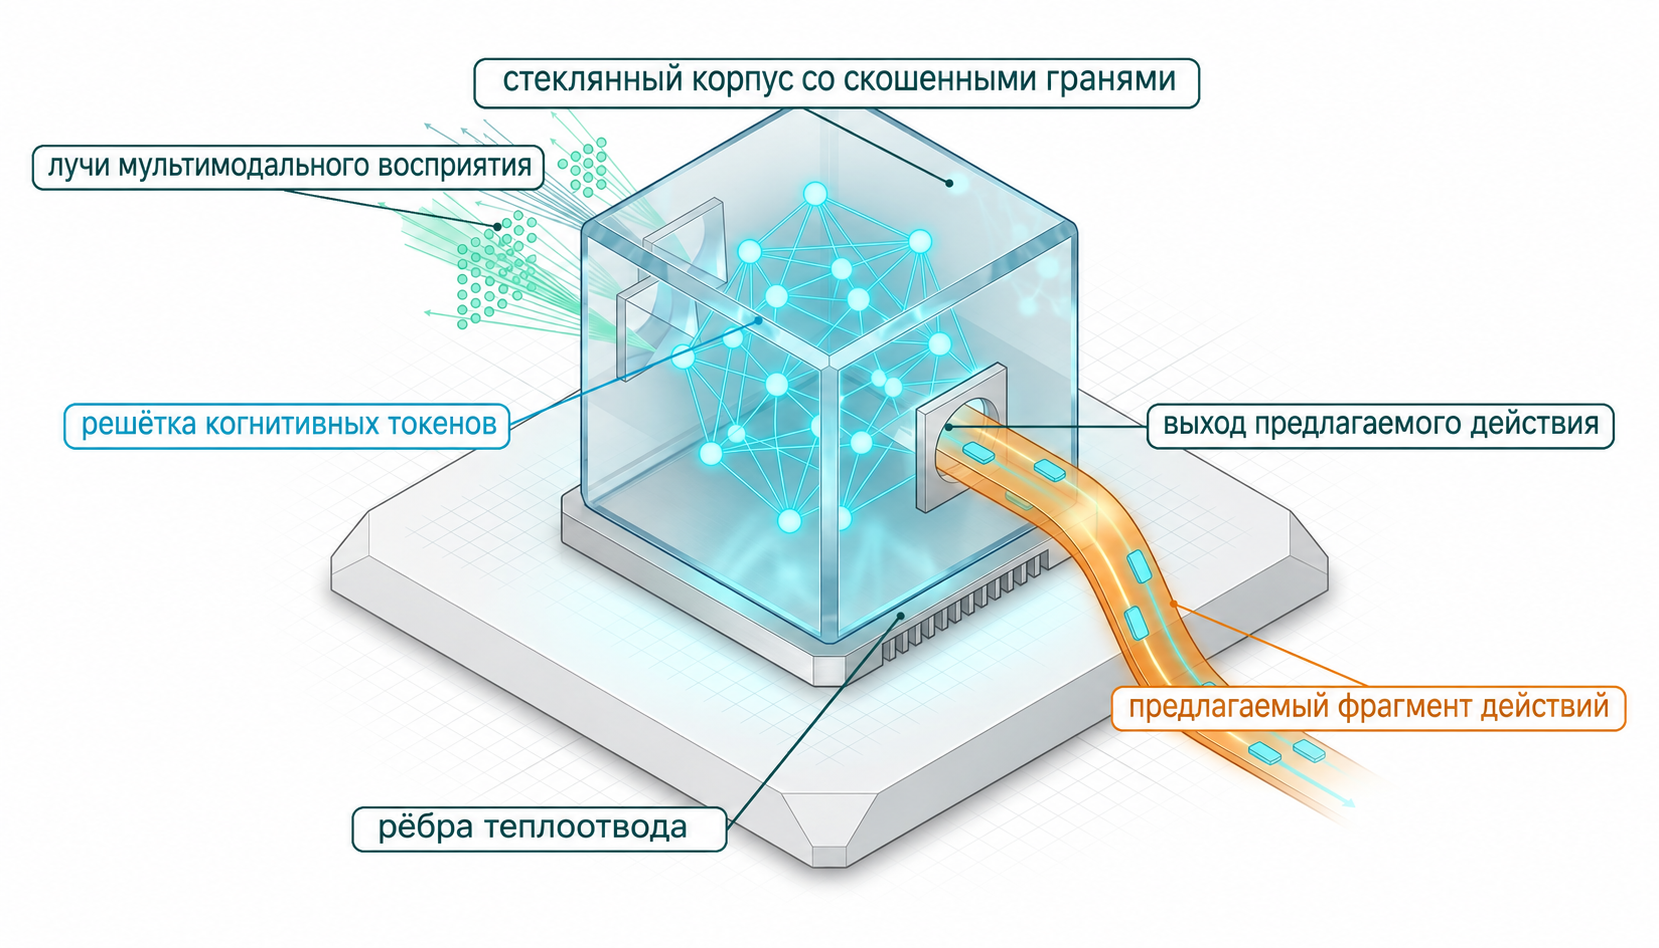 стеклянный корпус со скошенными гранями
лучи мультимодального восприятия
решётка когнитивных токенов
выход предлагаемого действия
предлагаемый фрагмент действий
рёбра теплоотвода